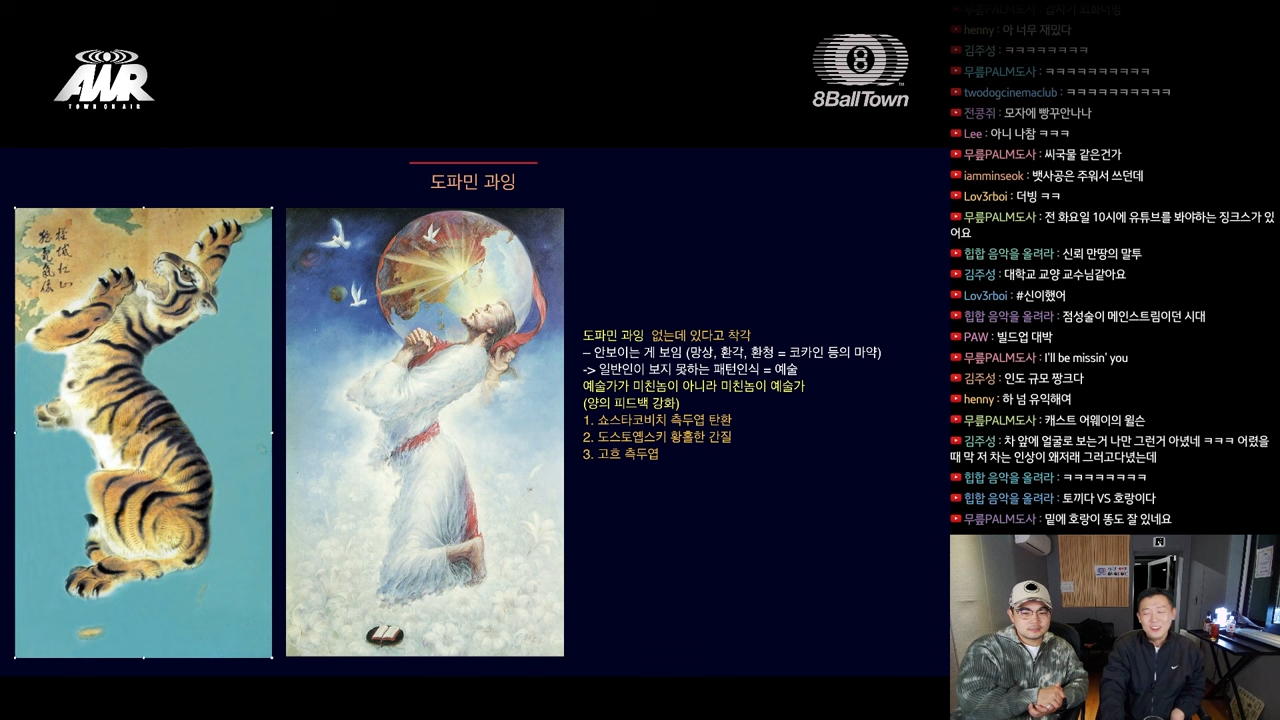 AIR
TOWN ON AIR
8
8BallTown
도파민 과잉
도파민 과잉 없는데 있다고 착각
– 안보이는 게 보임 (망상, 환각, 환청 = 코카인 등의 마약)
-> 일반인이 보지 못하는 패턴인식 = 예술
예술가가 미친놈이 아니라 미친놈이 예술가
(양의 피드백 강화)
1. 쇼스타코비치 측두엽 탄환
2. 도스토옙스키 황홀한 간질
3. 고흐 측두엽
henny : 아 너무 재밌다
김주성 : ㅋㅋㅋㅋㅋㅋㅋㅋ
무릎PALM도사 : ㅋㅋㅋㅋㅋㅋㅋㅋㅋㅋ
twodogcinemaclub : ㅋㅋㅋㅋㅋㅋㅋㅋㅋㅋ
전콩쥐 : 모자에 빵꾸안나나
Lee : 아니 나참 ㅋㅋㅋ
무릎PALM도사 : 씨국물 같은건가
iamminseok : 뱃사공은 주워서 쓰던데
Lov3rboi : 더빙 ㅋㅋ
무릎PALM도사 : 전 화요일 10시에 유튜브를 봐야하는 징크스가 있
어요
힙합 음악을 올려라 : 신뢰 만땅의 말투
김주성 : 대학교 교양 교수님같아요
Lov3rboi : #신이했어
힙합 음악을 올려라 : 점성술이 메인스트림이던 시대
PAW : 빌드업 대박
무릎PALM도사 : I'll be missin' you
김주성 : 인도 규모 짱크다
henny : 하 넘 유익해여
무릎PALM도사 : 캐스트 어웨이의 윌슨
김주성 : 차 앞에 얼굴로 보는거 나만 그런거 아녔네 ㅋㅋㅋ 어렸을
때 막 저 차는 인상이 왜저래 그러고다녔는데
힙합 음악을 올려라 : ㅋㅋㅋㅋㅋㅋㅋㅋ
힙합 음악을 올려라 : 토끼다 VS 호랑이다
무릎PALM도사 : 밑에 호랑이 똥도 잘 있네요